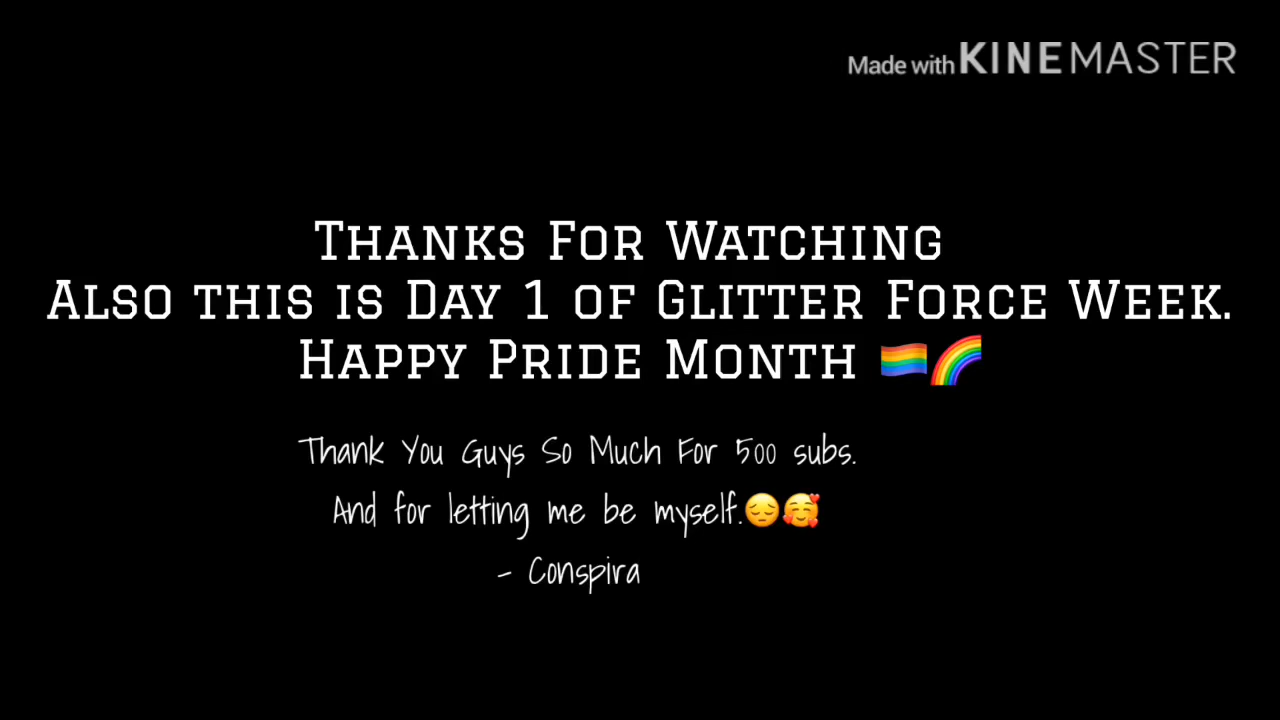 Made with KINEMASTER
Thanks For Watching
Also this is Day 1 of Glitter Force Week.
Happy Pride Month 🏳️‍🌈🌈
Thank You Guys So Much For 500 subs.
And for letting me be myself.😔🥰
- Conspira